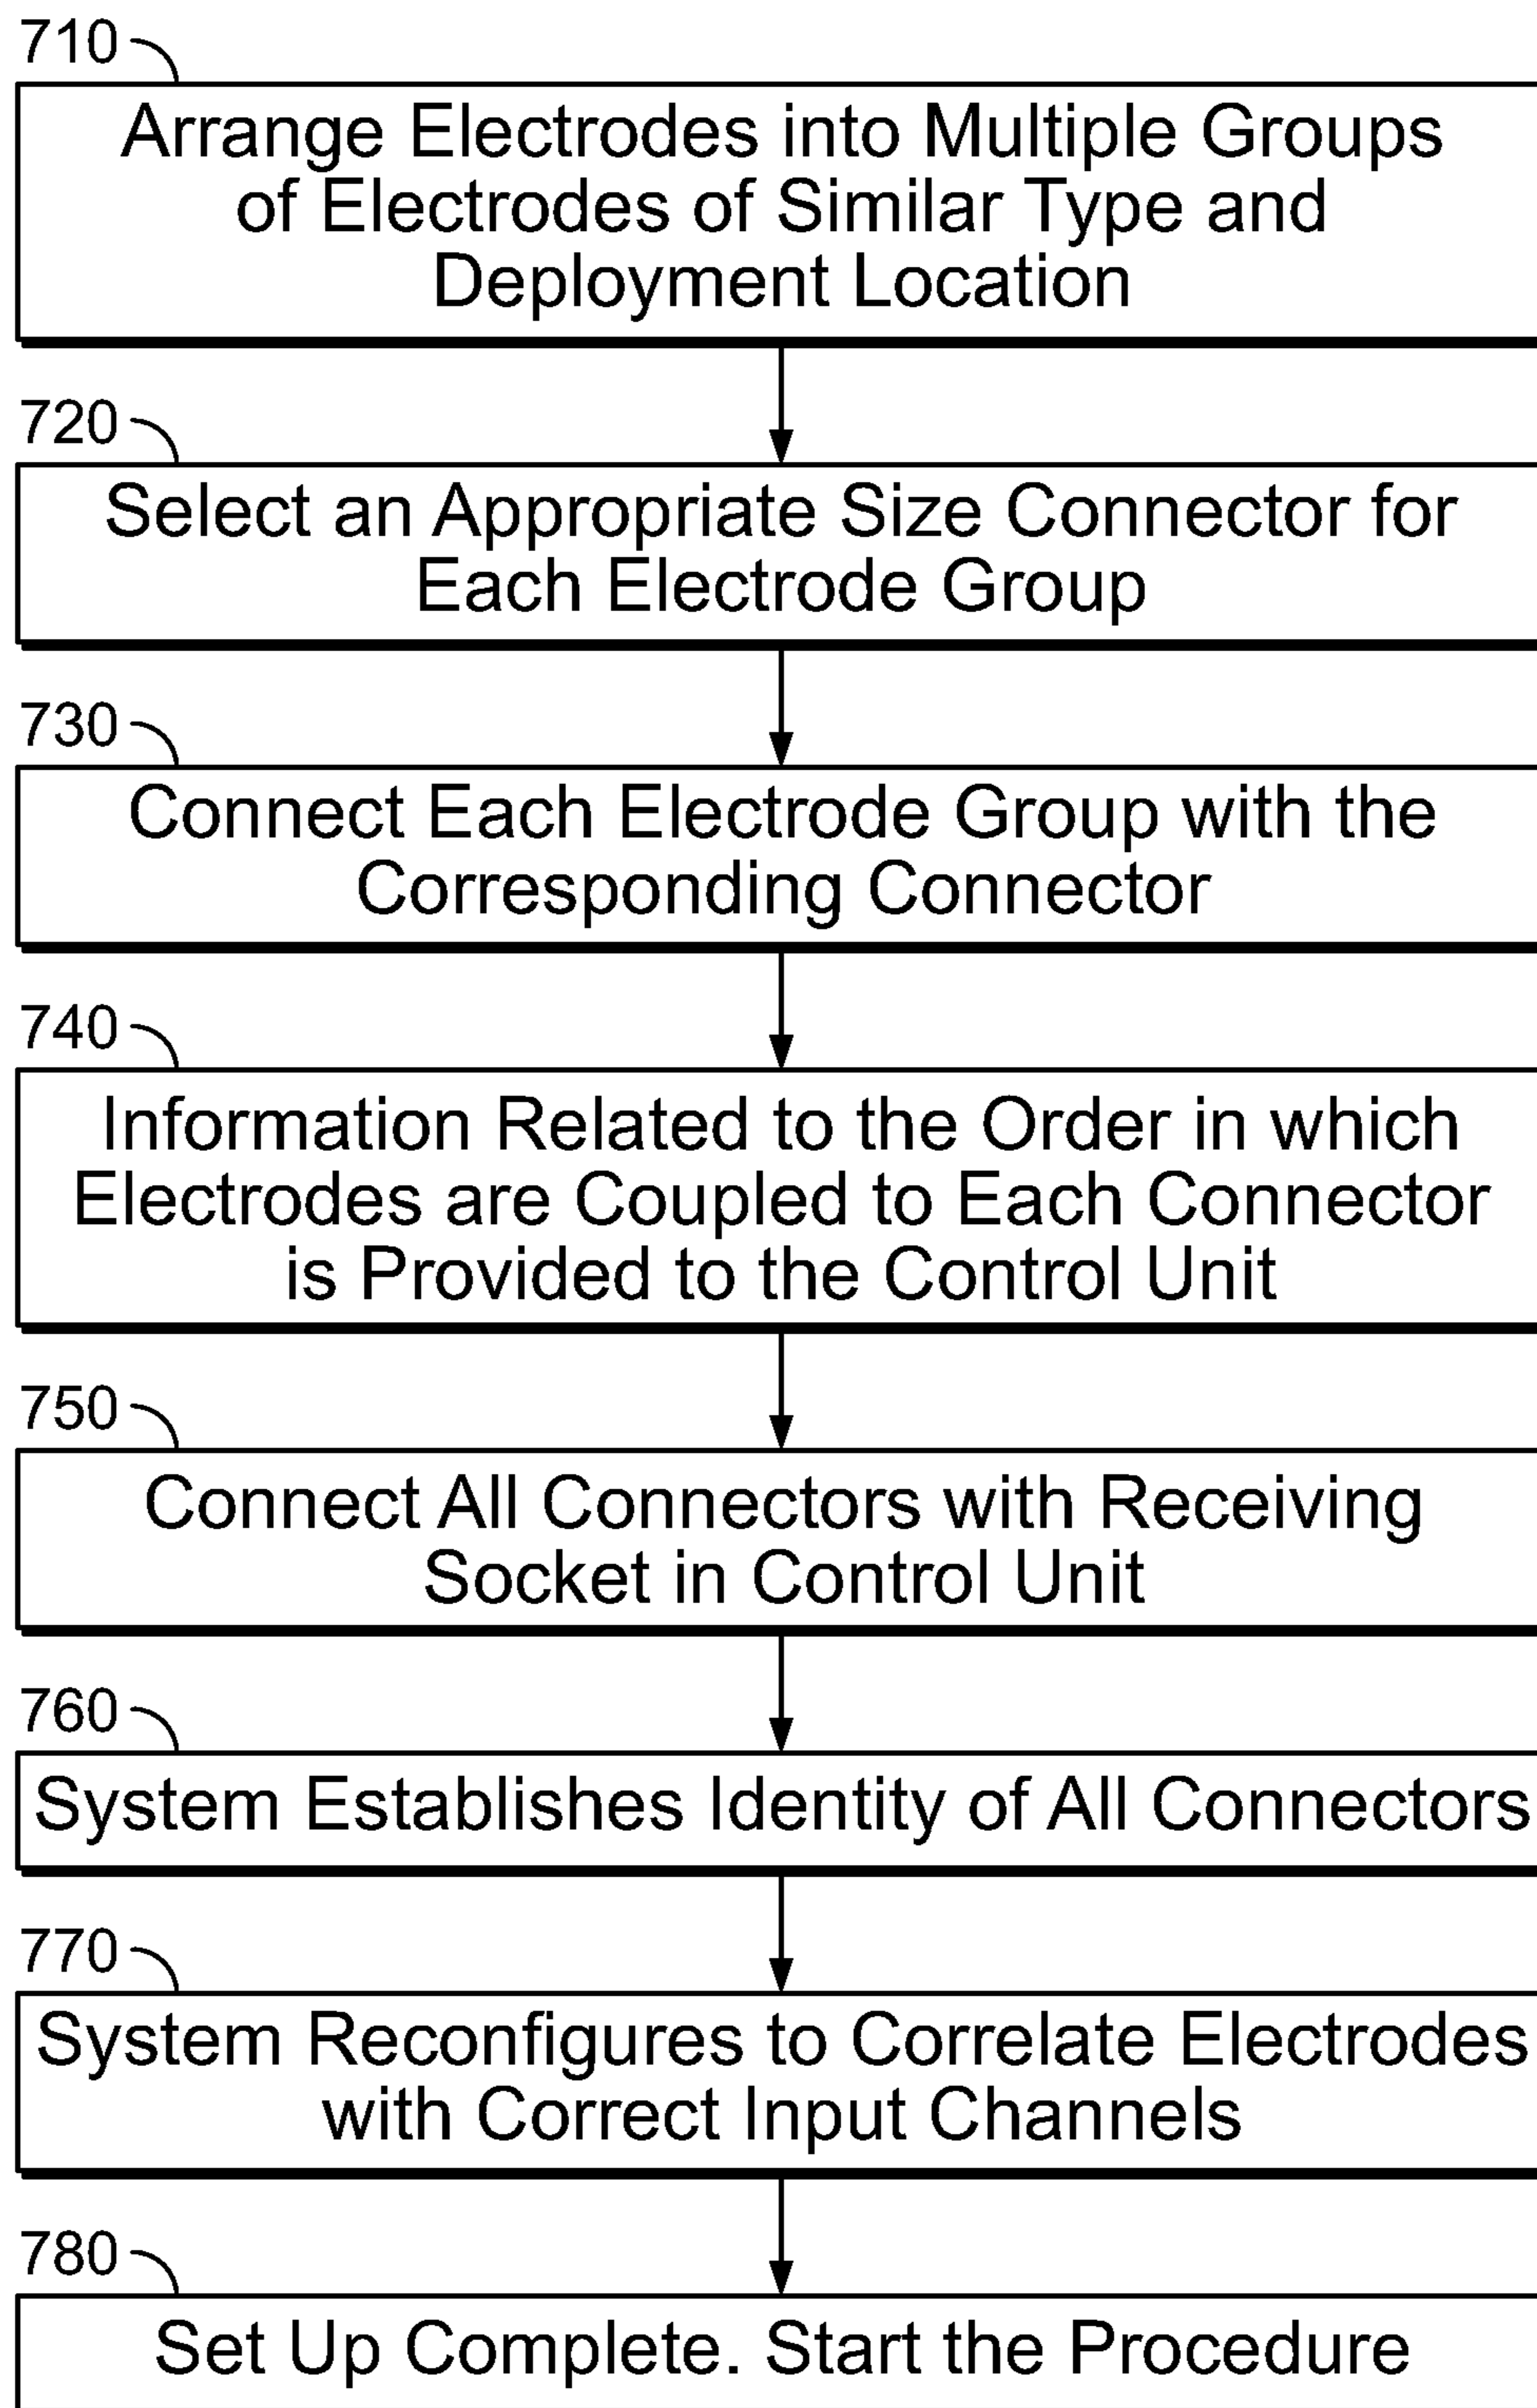 710
Arrange Electrodes into Multiple Groups
of Electrodes of Similar Type and
Deployment Location
720
Select an Appropriate Size Connector for
Each Electrode Group
730
Connect Each Electrode Group with the
Corresponding Connector
740
Information Related to the Order in which
Electrodes are Coupled to Each Connector
is Provided to the Control Unit
750
Connect All Connectors with Receiving
Socket in Control Unit
760
System Establishes Identity of All Connectors
770
System Reconfigures to Correlate Electrodes
with Correct Input Channels
780
Set Up Complete. Start the Procedure